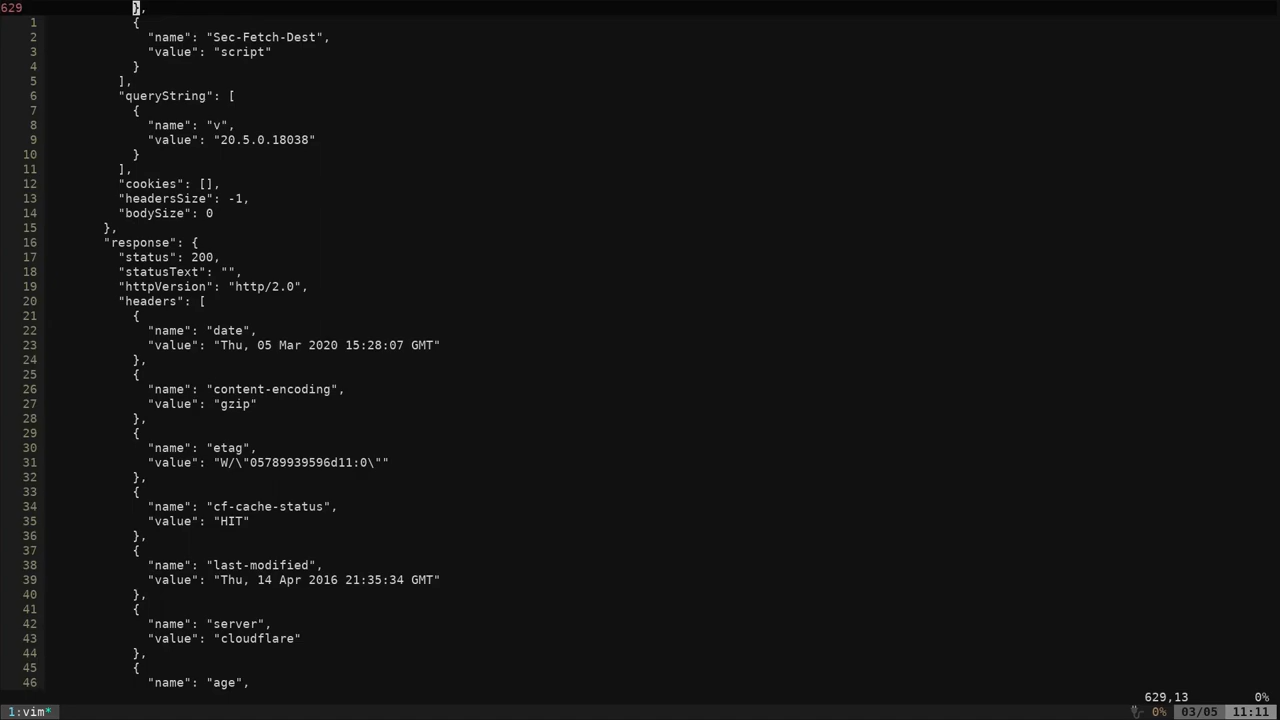 629 },
1 {
2 "name": "Sec-Fetch-Dest",
3 "value": "script"
4 }
5 ],
6 "queryString": [
7 {
8 "name": "v",
9 "value": "20.5.0.18038"
10 }
11 ],
12 "cookies": [],
13 "headersSize": -1,
14 "bodySize": 0
15 },
16 "response": {
17 "status": 200,
18 "statusText": "",
19 "httpVersion": "http/2.0",
20 "headers": [
21 {
22 "name": "date",
23 "value": "Thu, 05 Mar 2020 15:28:07 GMT"
24 },
25 {
26 "name": "content-encoding",
27 "value": "gzip"
28 },
29 {
30 "name": "etag",
31 "value": "W/\"05789939596d11:0\""
32 },
33 {
34 "name": "cf-cache-status",
35 "value": "HIT"
36 },
37 {
38 "name": "last-modified",
39 "value": "Thu, 14 Apr 2016 21:35:34 GMT"
40 },
41 {
42 "name": "server",
43 "value": "cloudflare"
44 },
45 {
46 "name": "age",
629,13 0%
1:vim* 0% 03/05 11:11